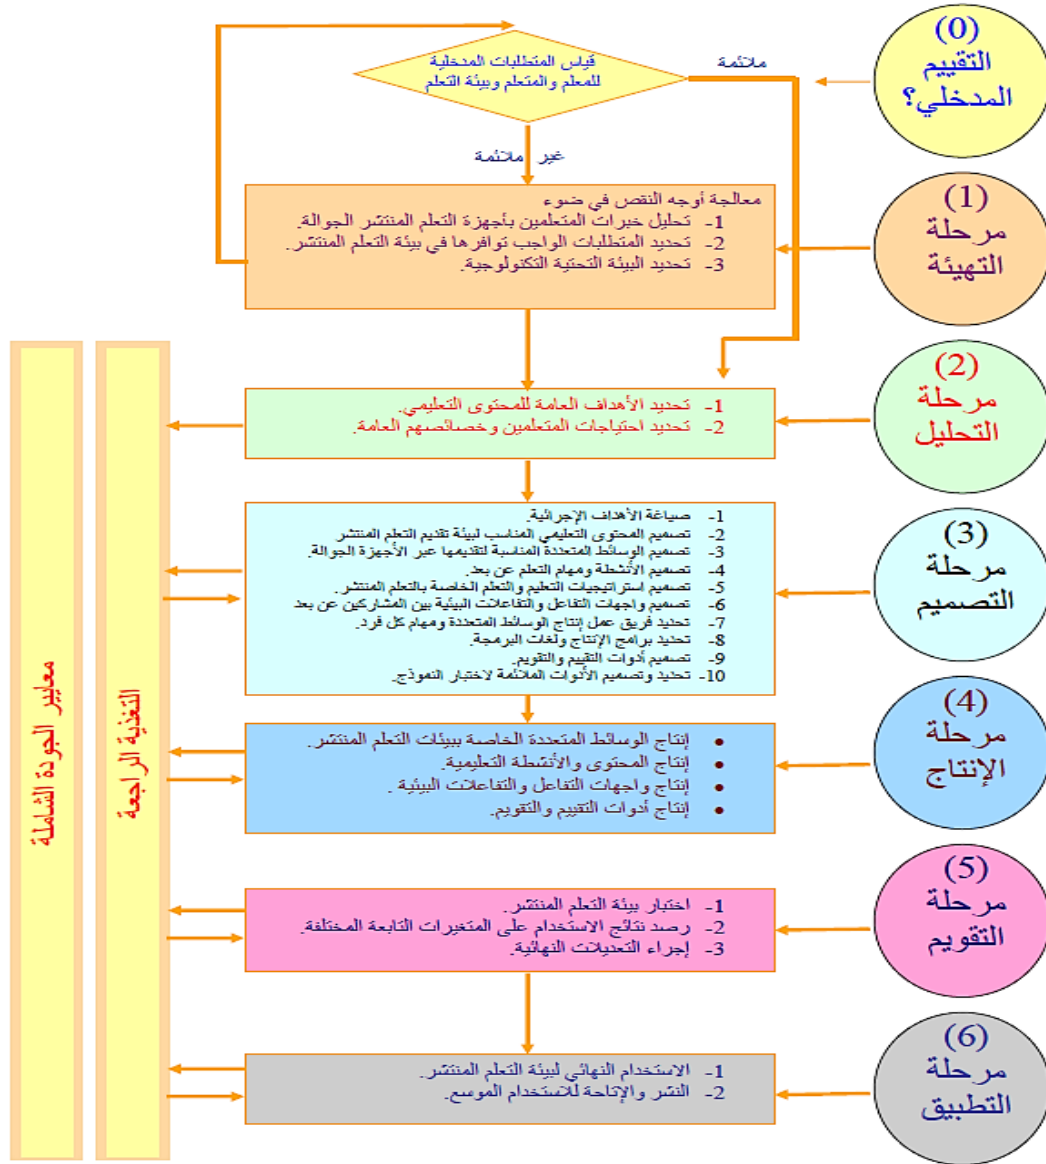 (0)
التقييم
المدخلي؟
قياس المتطلبات المدخلية
للمعلم والمتعلم وبيئة التعلم
ملائمة
غير ملائمة
(1)
مرحلة
التهيئة
معالجة أوجه النقص في ضوء
1- تحليل خبرات المتعلمين بأجهزة التعلم المنتشر الجوالة.
2- تحديد المتطلبات الواجب توافرها في بيئة التعلم المنتشر.
3- تحديد البيئة التحتية التكنولوجية.
(2)
مرحلة
التحليل
1- تحديد الأهداف العامة للمحتوى التعليمي.
2- تحديد احتياجات المتعلمين وخصائصهم العامة.
(3)
مرحلة
التصميم
1- صياغة الأهداف الإجرائية.
2- تصميم المحتوى التعليمي المناسب لبيئة تقديم التعلم المنتشر
3- تصميم الوسائط المتعددة المناسبة لتقديمها عبر الأجهزة الجوالة.
4- تصميم الأنشطة ومهام التعلم عن بعد.
5- تصميم استراتيجيات التعليم والتعلم الخاصة بالتعلم المنتشر.
6- تصميم واجهات التفاعل والتفاعلات البيئية بين المشاركين عن بعد
7- تحديد فريق عمل إنتاج الوسائط المتعددة ومهام كل فرد.
8- تحديد برامج الإنتاج ولغات البرمجة.
9- تصميم أدوات التقييم والتقويم.
10- تحديد وتصميم الأدوات الملائمة لاختبار النموذج.
(4)
مرحلة
الإنتاج
• إنتاج الوسائط المتعددة الخاصة ببيئات التعلم المنتشر.
• إنتاج المحتوى والأنشطة التعليمية.
• إنتاج واجهات التفاعل والتفاعلات البيئية .
• إنتاج أدوات التقييم والتقويم.
(5)
مرحلة
التقويم
1- اختبار بيئة التعلم المنتشر.
2- رصد نتائج الاستخدام على المتغيرات التابعة المختلفة.
3- إجراء التعديلات النهائية.
(6)
مرحلة
التطبيق
1- الاستخدام النهائي لبيئة التعلم المنتشر.
2- النشر والإتاحة للاستخدام الموسع.
التغذية الراجعة
معايير الجودة الشاملة